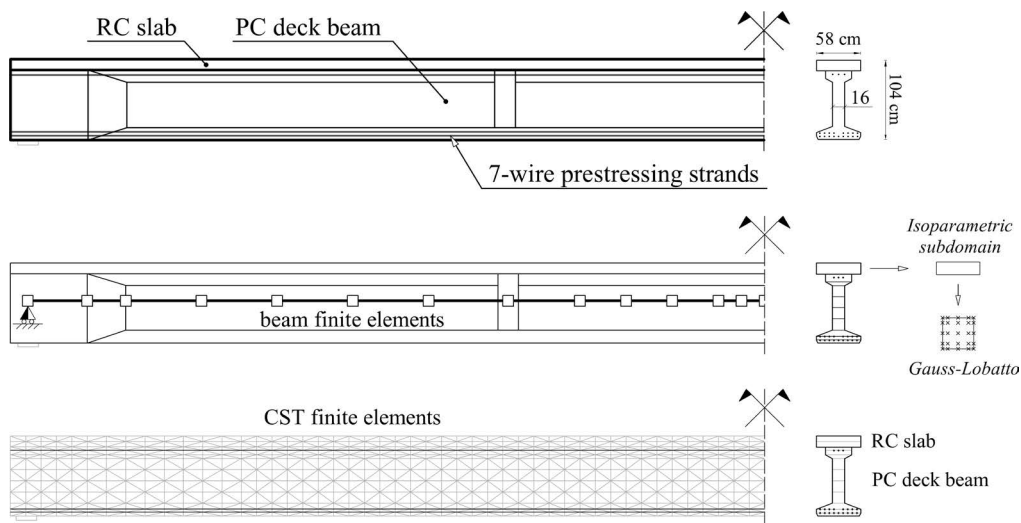 RC slab
PC deck beam
58 cm
104 cm
16
7-wire prestressing strands
Isoparametric
subdomain
beam finite elements
Gauss-Lobatto
CST finite elements
RC slab
PC deck beam